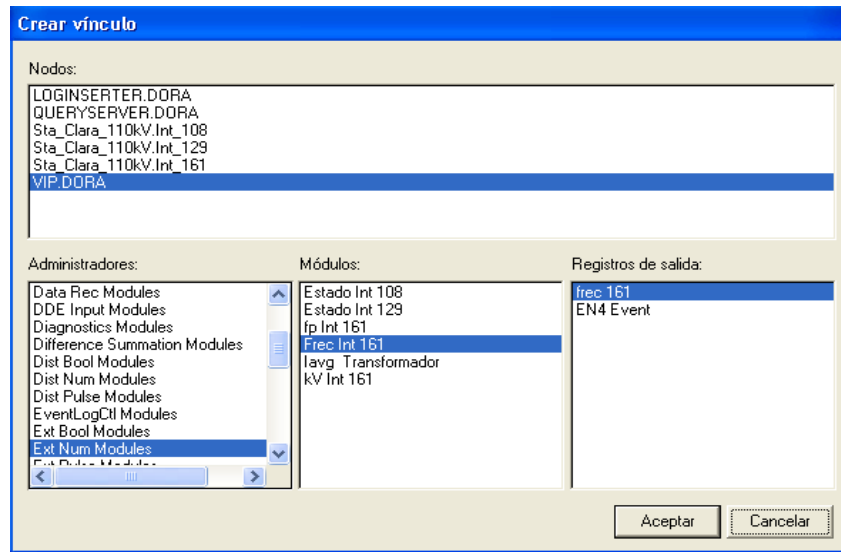 Crear vínculo
Nodos:
LOGINSERTER.DORA
QUERYSERVER.DORA
Sta_Clara_110kV.Int_108
Sta_Clara_110kV.Int_129
Sta_Clara_110kV.Int_161
VIP.DORA
Administradores:
Data Rec Modules
DDE Input Modules
Diagnostics Modules
Difference Summation Modules
Dist Bool Modules
Dist Num Modules
Dist Pulse Modules
EventLogCtl Modules
Ext Bool Modules
Ext Num Modules
Ext Pulse Modules
Módulos:
Estado Int 108
Estado Int 129
fp Int 161
Frec Int 161
Iavg Transformador
kV Int 161
Registros de salida:
frec 161
EN4 Event
Aceptar
Cancelar